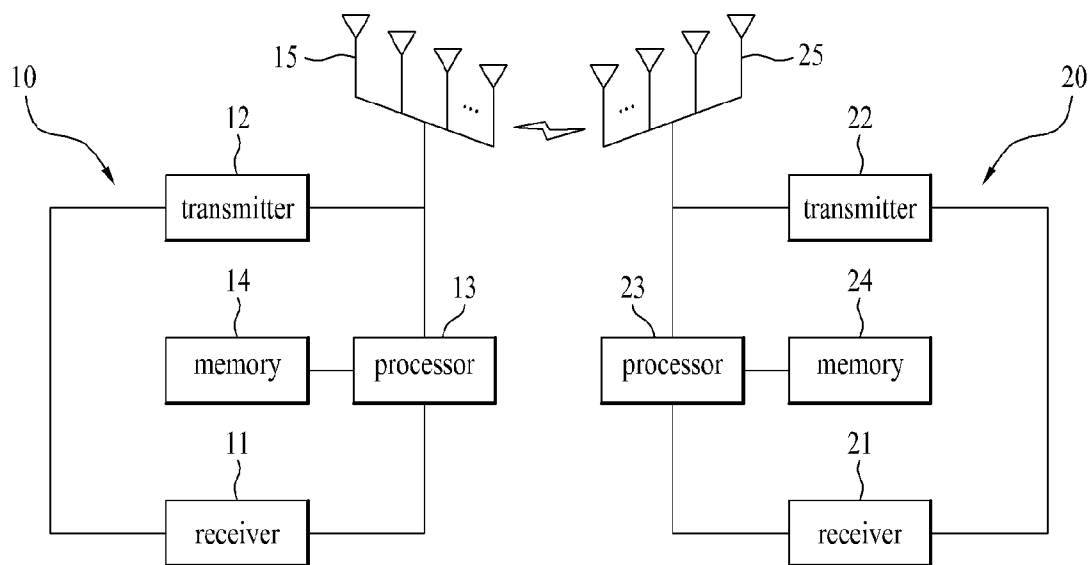 15
25
10
20
12
22
transmitter
transmitter
14
13
23
24
memory
processor
processor
memory
11
21
receiver
receiver